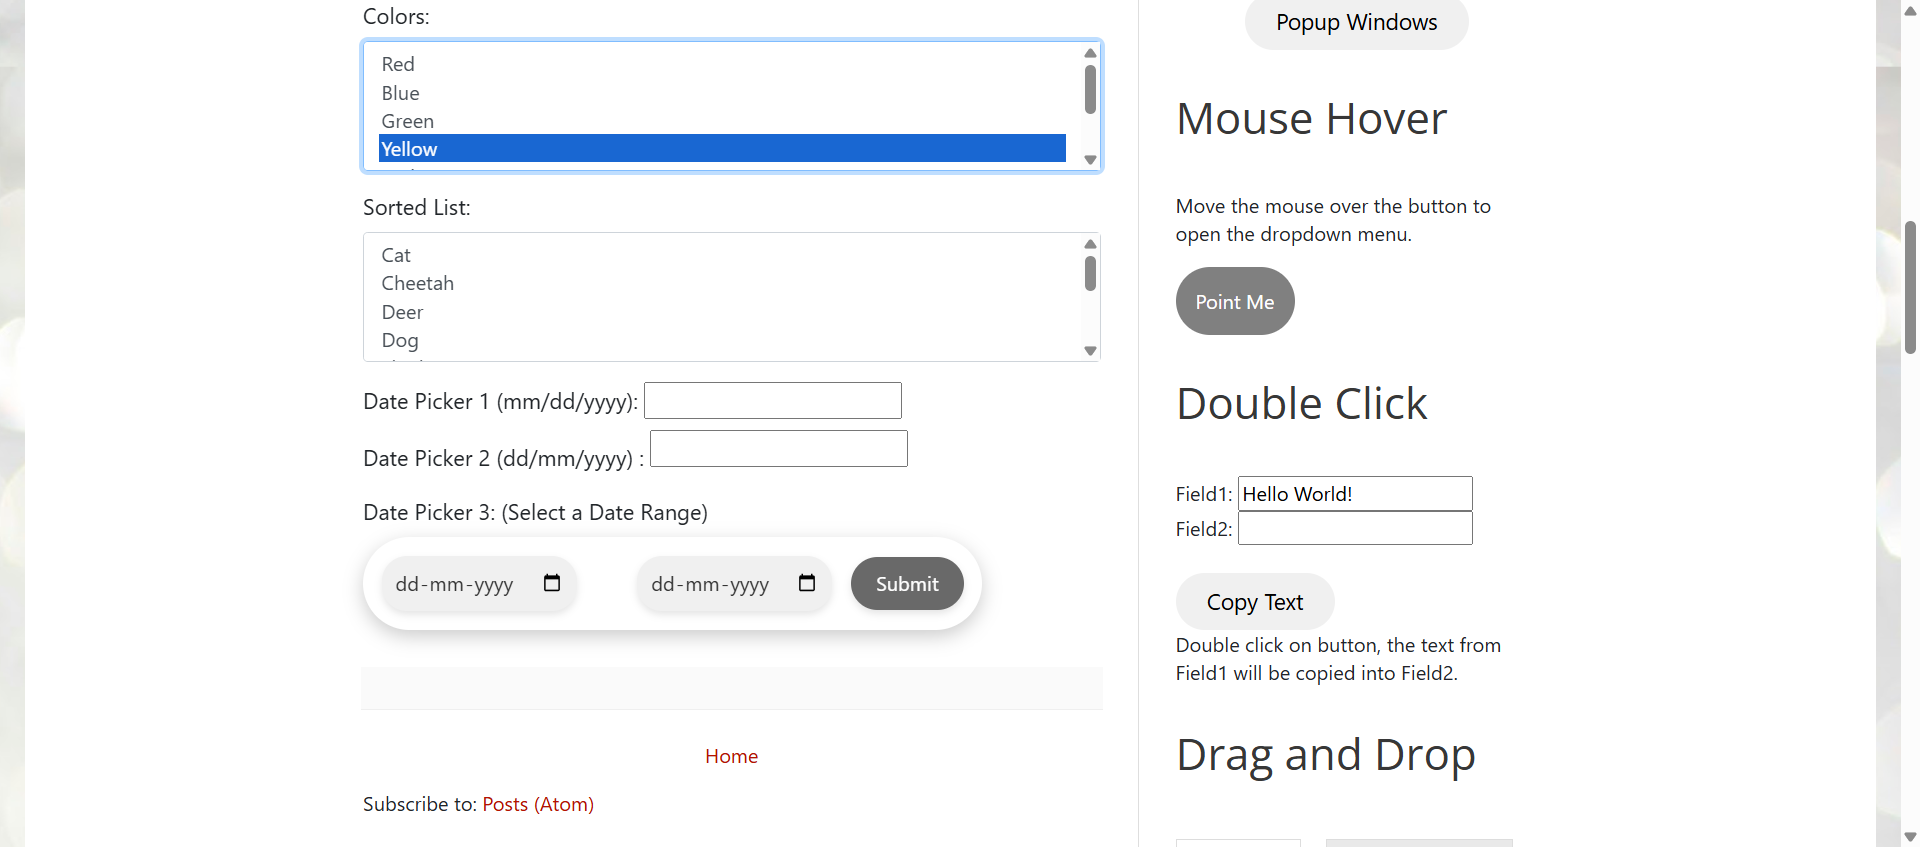 Colors:
Red
Blue
Green
Yellow
Sorted List:
Cat
Cheetah
Deer
Dog
Date Picker 1 (mm/dd/yyyy):
Date Picker 2 (dd/mm/yyyy) :
Date Picker 3: (Select a Date Range)
dd-mm-yyyy dd-mm-yyyy Submit
Home
Subscribe to: Posts (Atom)
Popup Windows
Mouse Hover
Move the mouse over the button to
open the dropdown menu.
Point Me
Double Click
Field1: Hello World!
Field2:
Copy Text
Double click on button, the text from
Field1 will be copied into Field2.
Drag and Drop